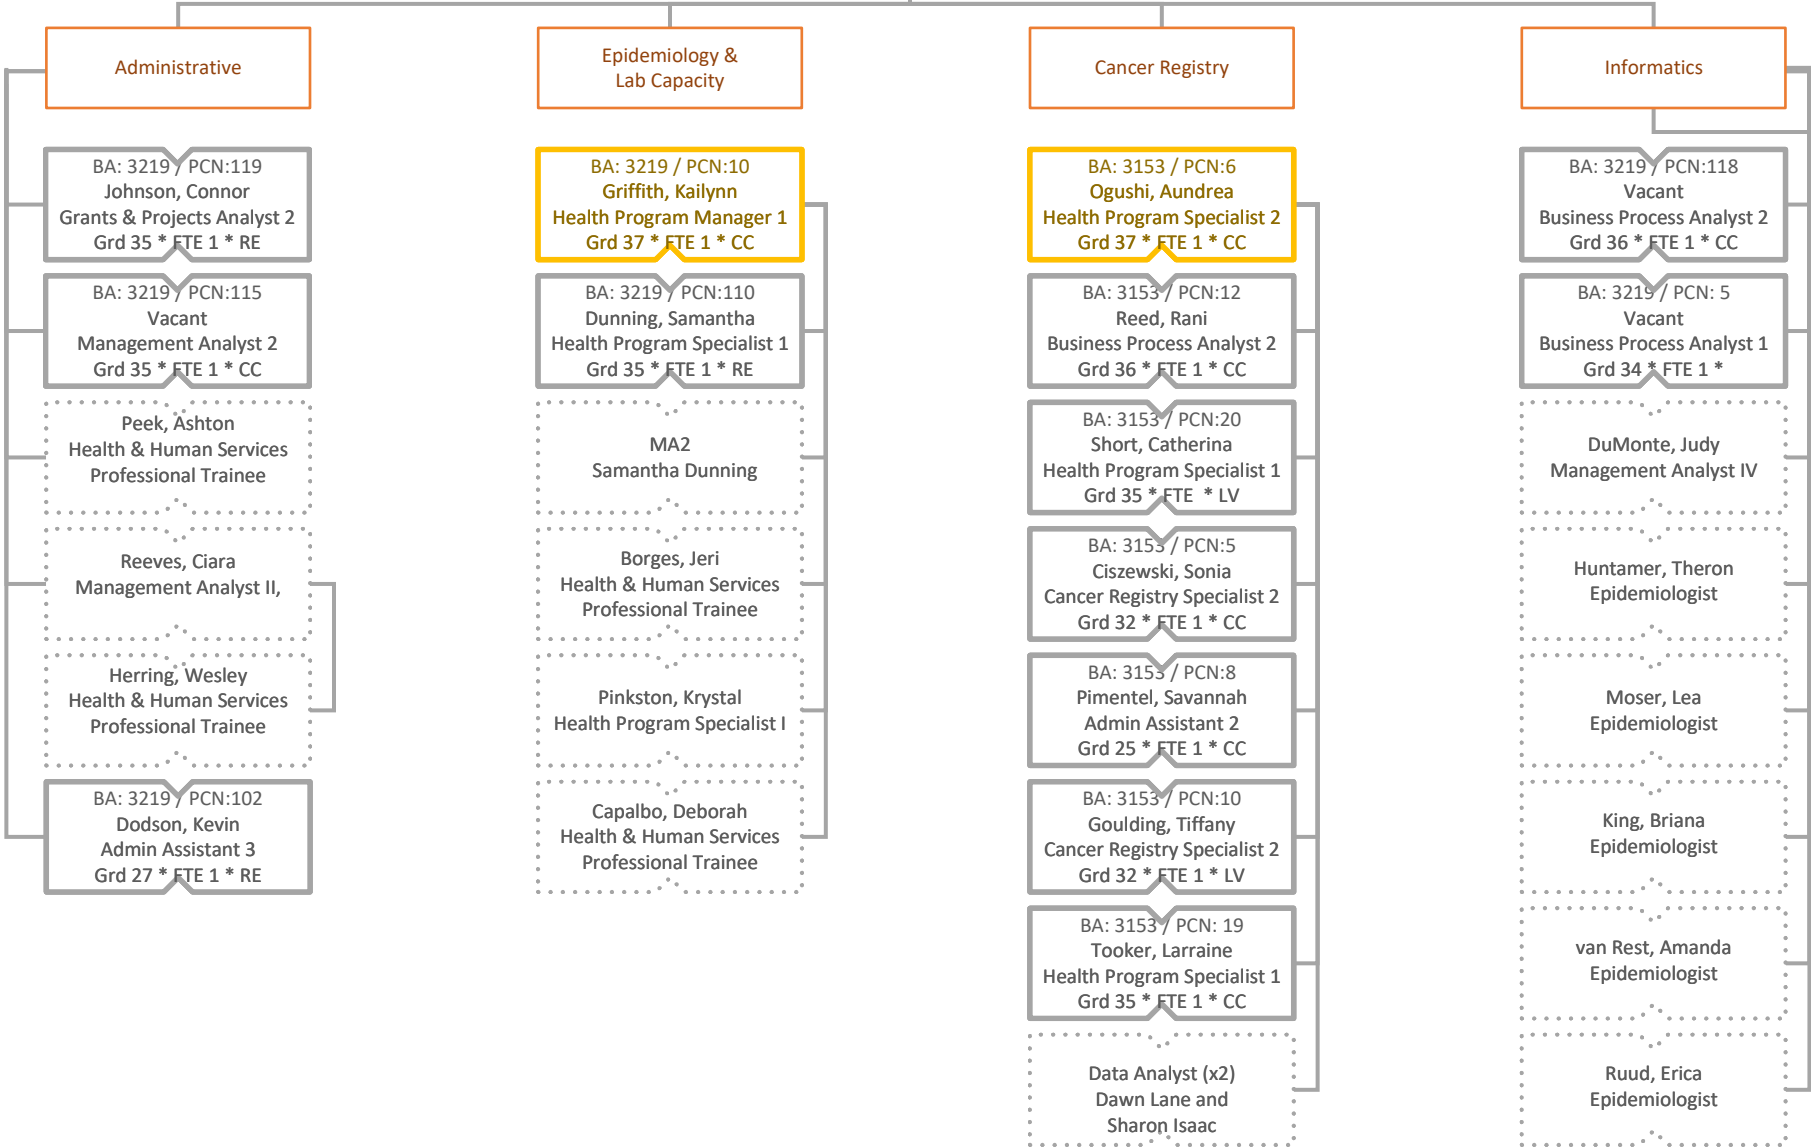 Administrative
BA: 3219 / PCN:119
Johnson, Connor
Grants & Projects Analyst 2
Grd 35 * FTE 1 * RE
BA: 3219 / PCN:115
Vacant
Management Analyst 2
Grd 35 * FTE 1 * CC
Peek, Ashton
Health & Human Services
Professional Trainee
Reeves, Ciara
Management Analyst II,
Herring, Wesley
Health & Human Services
Professional Trainee
BA: 3219 / PCN:102
Dodson, Kevin
Admin Assistant 3
Grd 27 * FTE 1 * RE
Epidemiology &
Lab Capacity
BA: 3219 / PCN:10
Griffith, Kailynn
Health Program Manager 1
Grd 37 * FTE 1 * CC
BA: 3219 / PCN:110
Dunning, Samantha
Health Program Specialist 1
Grd 35 * FTE 1 * RE
MA2
Samantha Dunning
Borges, Jeri
Health & Human Services
Professional Trainee
Pinkston, Krystal
Health Program Specialist I
Capalbo, Deborah
Health & Human Services
Professional Trainee
Cancer Registry
BA: 3153 / PCN:6
Ogushi, Aundrea
Health Program Specialist 2
Grd 37 * FTE 1 * CC
BA: 3153 / PCN:12
Reed, Rani
Business Process Analyst 2
Grd 36 * FTE 1 * CC
BA: 3153 / PCN:20
Short, Catherina
Health Program Specialist 1
Grd 35 * FTE * LV
BA: 3153 / PCN:5
Ciszewski, Sonia
Cancer Registry Specialist 2
Grd 32 * FTE 1 * CC
BA: 3153 / PCN:8
Pimentel, Savannah
Admin Assistant 2
Grd 25 * FTE 1 * CC
BA: 3153 / PCN:10
Goulding, Tiffany
Cancer Registry Specialist 2
Grd 32 * FTE 1 * LV
BA: 3153 / PCN: 19
Tooker, Larraine
Health Program Specialist 1
Grd 35 * FTE 1 * CC
Data Analyst (x2)
Dawn Lane and
Sharon Isaac
Informatics
BA: 3219 / PCN:118
Vacant
Business Process Analyst 2
Grd 36 * FTE 1 * CC
BA: 3219 / PCN: 5
Vacant
Business Process Analyst 1
Grd 34 * FTE 1 *
DuMonte, Judy
Management Analyst IV
Huntamer, Theron
Epidemiologist
Moser, Lea
Epidemiologist
King, Briana
Epidemiologist
van Rest, Amanda
Epidemiologist
Ruud, Erica
Epidemiologist